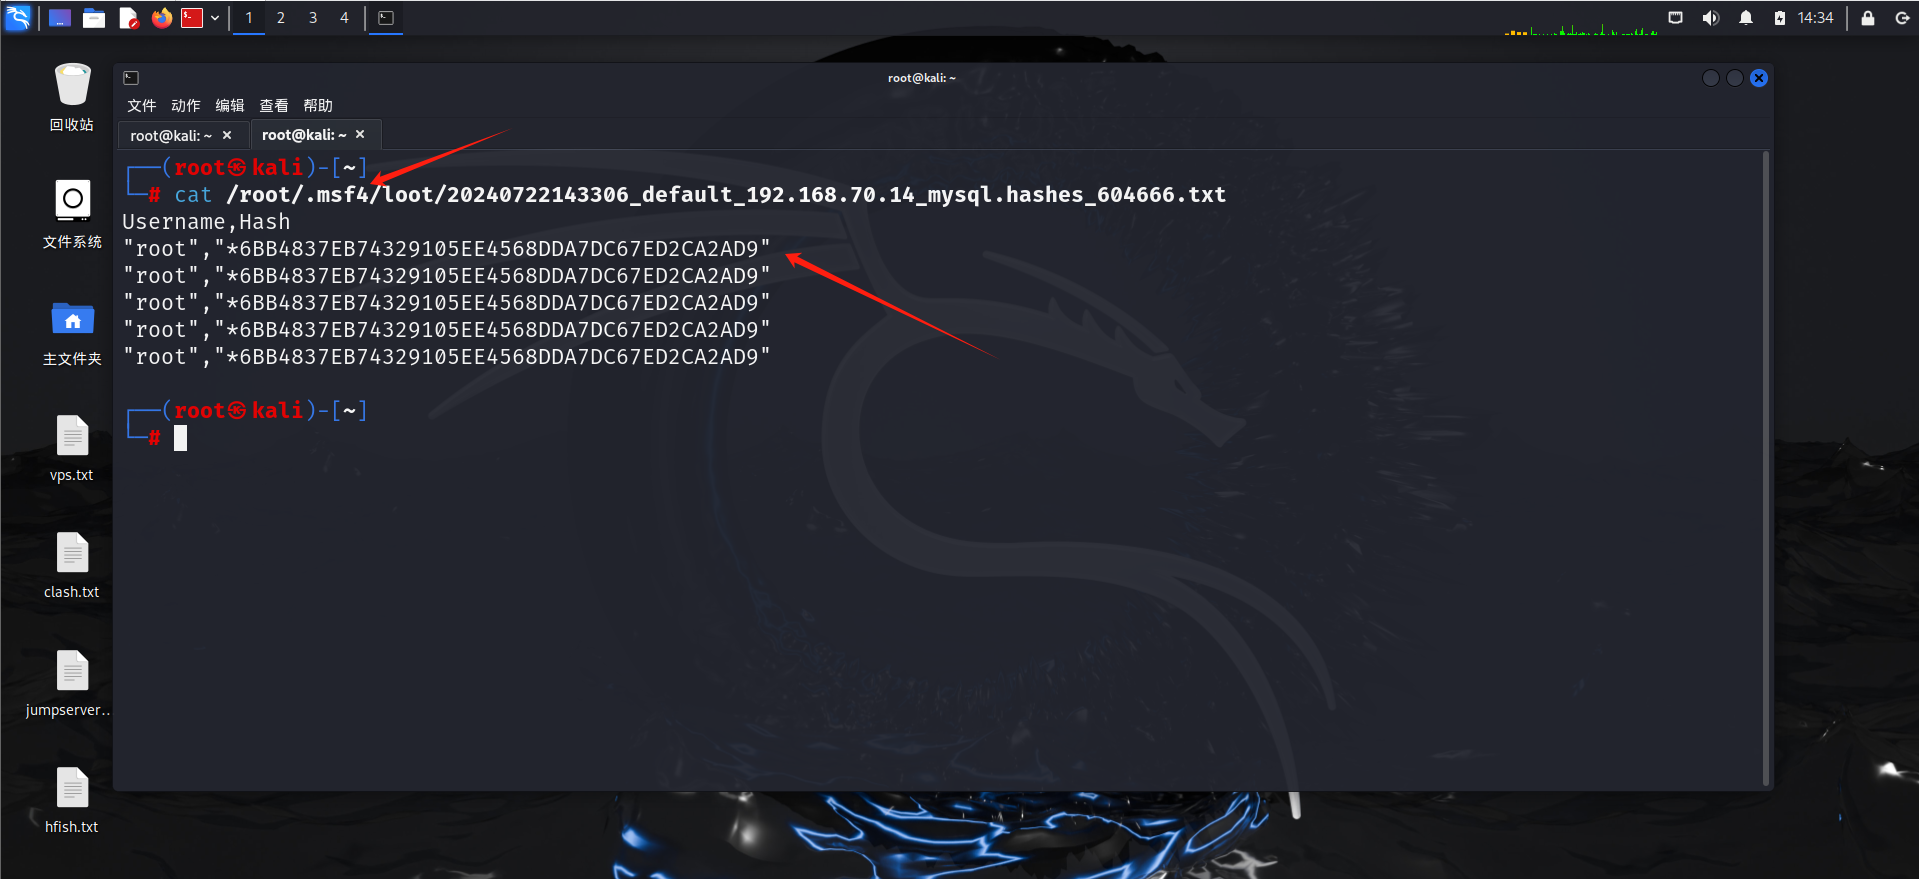 1 2 3 4
14:34
root@kali: ~
文件 动作 编辑 查看 帮助
root@kali: ~ × root@kali: ~ ×
┌──(root㉿kali)-[~]
└─# cat /root/.msf4/loot/20240722143306_default_192.168.70.14_mysql.hashes_604666.txt
Username,Hash
"root","*6BB4837EB74329105EE4568DDA7DC67ED2CA2AD9"
"root","*6BB4837EB74329105EE4568DDA7DC67ED2CA2AD9"
"root","*6BB4837EB74329105EE4568DDA7DC67ED2CA2AD9"
"root","*6BB4837EB74329105EE4568DDA7DC67ED2CA2AD9"
"root","*6BB4837EB74329105EE4568DDA7DC67ED2CA2AD9"
┌──(root㉿kali)-[~]
└─#
回收站
文件系统
主文件夹
vps.txt
clash.txt
jumpserver...
hfish.txt